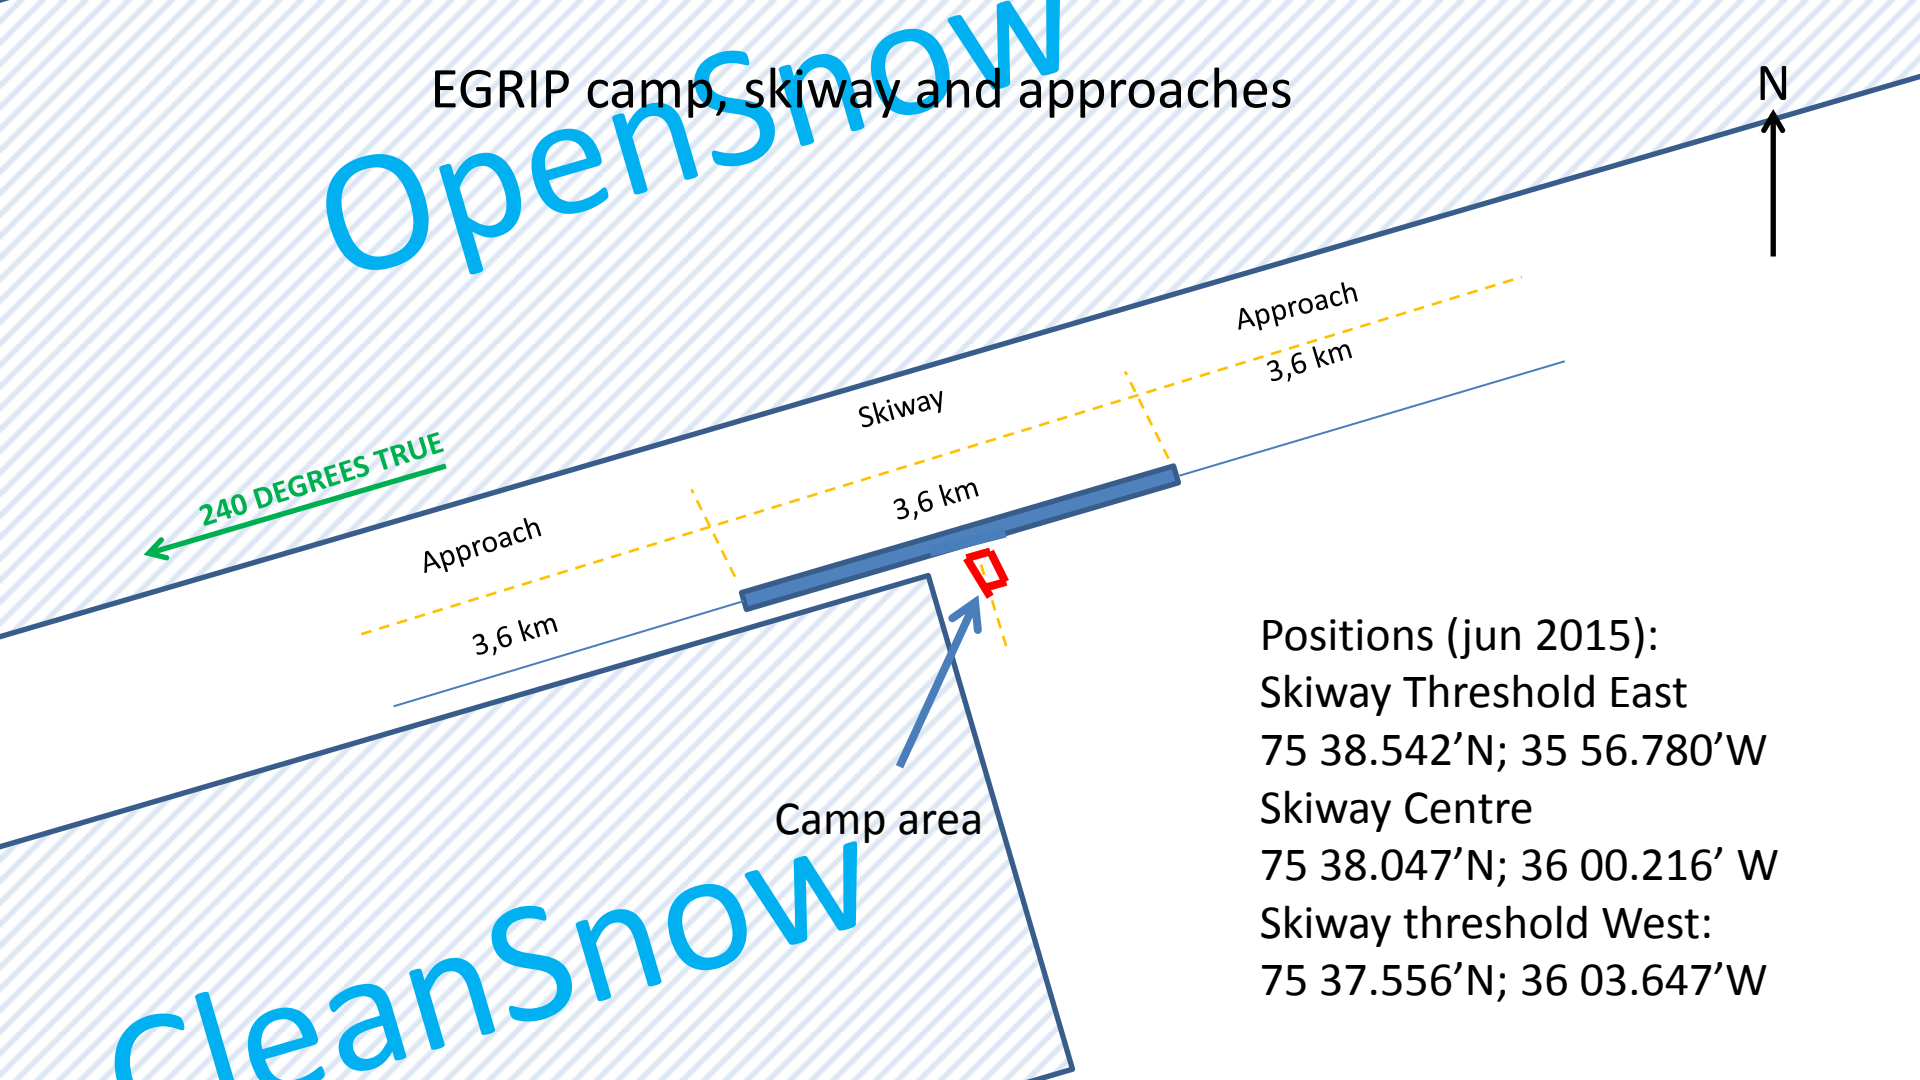 OpenSnow
EGRIP camp, skiway and approaches
N
Approach
3,6 km
Skiway
3,6 km
240 DEGREES TRUE
Approach
3,6 km
Camp area
CleanSnow
Positions (jun 2015):
Skiway Threshold East
75 38.542’N; 35 56.780’W
Skiway Centre
75 38.047’N; 36 00.216’ W
Skiway threshold West:
75 37.556’N; 36 03.647’W